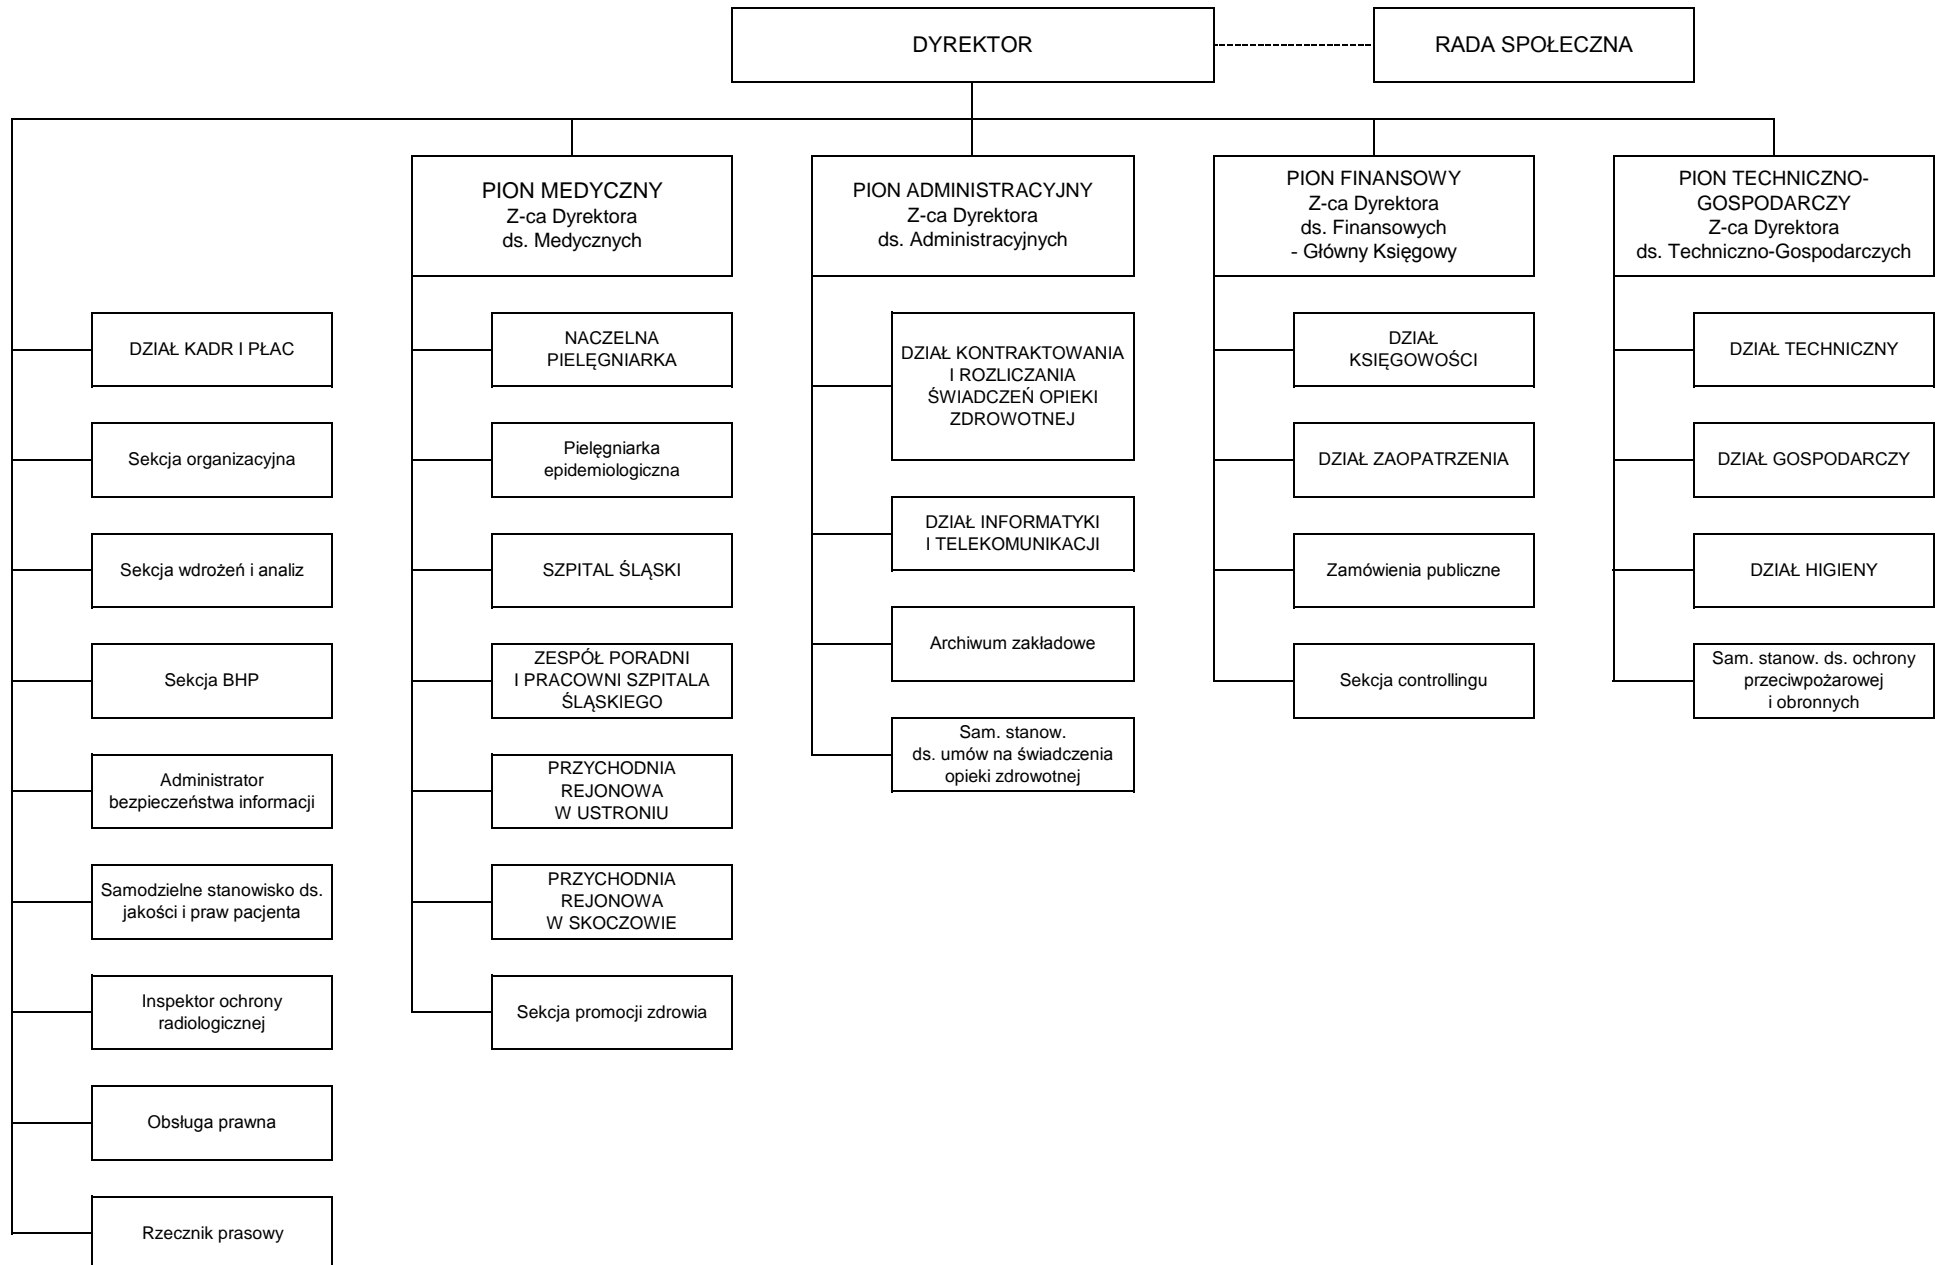 DYREKTOR
RADA SPOŁECZNA
PION MEDYCZNY
Z-ca Dyrektora
ds. Medycznych
PION ADMINISTRACYJNY
Z-ca Dyrektora
ds. Administracyjnych
PION FINANSOWY
Z-ca Dyrektora
ds. Finansowych
- Główny Księgowy
PION TECHNICZNO-
GOSPODARCZY
Z-ca Dyrektora
ds. Techniczno-Gospodarczych
DZIAŁ KADR I PŁAC
Sekcja organizacyjna
Sekcja wdrożeń i analiz
Sekcja BHP
Administrator
bezpieczeństwa informacji
Samodzielne stanowisko ds.
jakości i praw pacjenta
Inspektor ochrony
radiologicznej
Obsługa prawna
Rzecznik prasowy
NACZELNA
PIELĘGNIARKA
Pielęgniarka
epidemiologiczna
SZPITAL ŚLĄSKI
ZESPÓŁ PORADNI
I PRACOWNI SZPITALA
ŚLĄSKIEGO
PRZYCHODNIA
REJONOWA
W USTRONIU
PRZYCHODNIA
REJONOWA
W SKOCZOWIE
Sekcja promocji zdrowia
DZIAŁ KONTRAKTOWANIA
I ROZLICZANIA
ŚWIADCZEŃ OPIEKI
ZDROWOTNEJ
DZIAŁ INFORMATYKI
I TELEKOMUNIKACJI
Archiwum zakładowe
Sam. stanow.
ds. umów na świadczenia
opieki zdrowotnej
DZIAŁ
KSIĘGOWOŚCI
DZIAŁ ZAOPATRZENIA
Zamówienia publiczne
Sekcja controllingu
DZIAŁ TECHNICZNY
DZIAŁ GOSPODARCZY
DZIAŁ HIGIENY
Sam. stanow. ds. ochrony
przeciwpożarowej
i obronnych